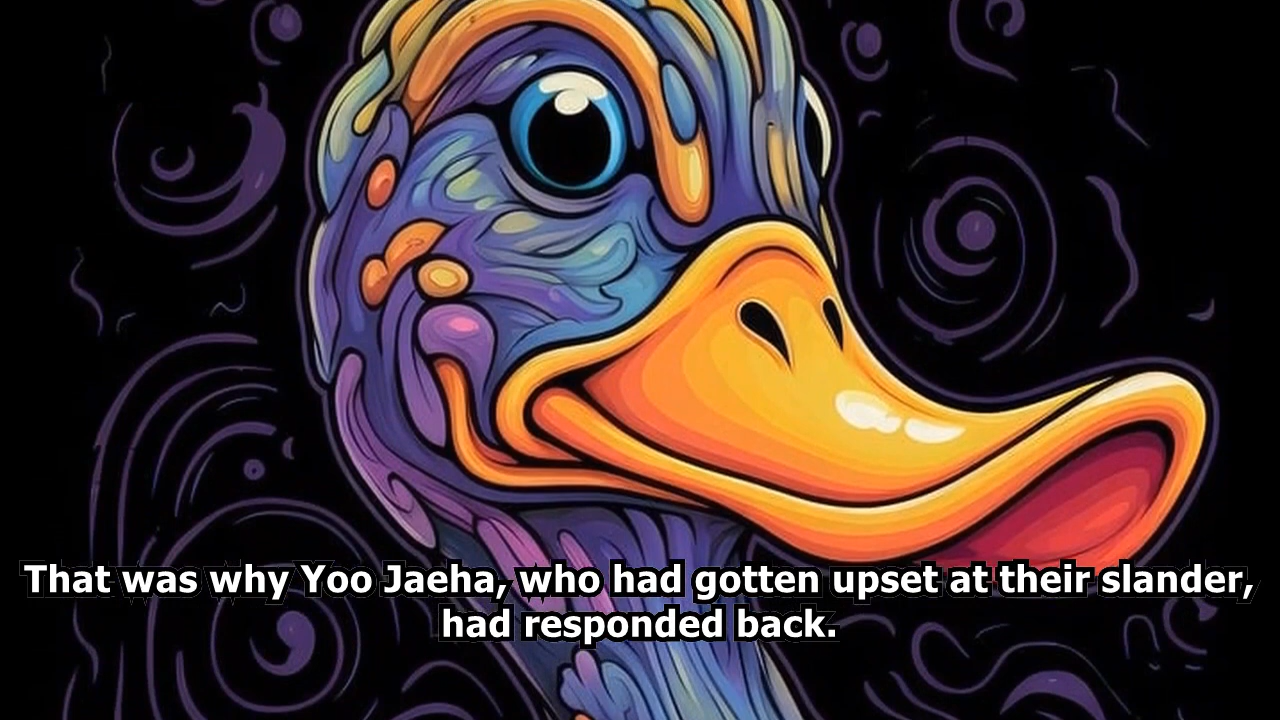 That was why Yoo Jaeha, who had gotten upset at their slander,
had responded back.